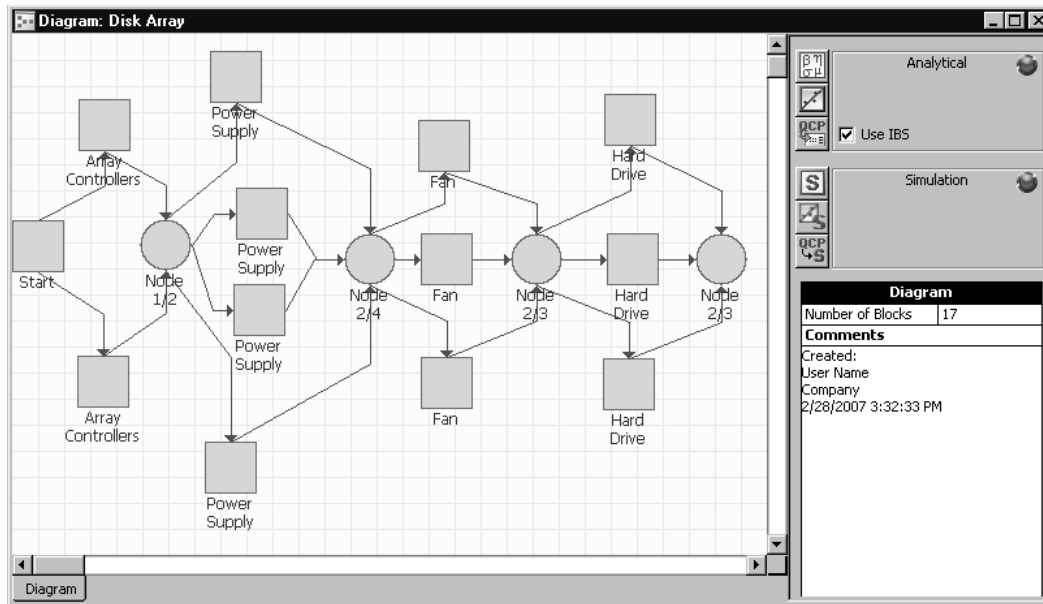 Diagram: Disk Array
Power
Supply
Array
Controllers
Fan
Hard
Drive
Start
Node
1/2
Power
Supply
Node
2/4
Fan
Node
2/3
Hard
Drive
Node
2/3
Power
Supply
Array
Controllers
Fan
Hard
Drive
Power
Supply
Diagram
β η
σ μ
Analytical
QCP
Use IBS
S
Simulation
S
QCP
S
Diagram
Number of Blocks 17
Comments
Created:
User Name
Company
2/28/2007 3:32:33 PM